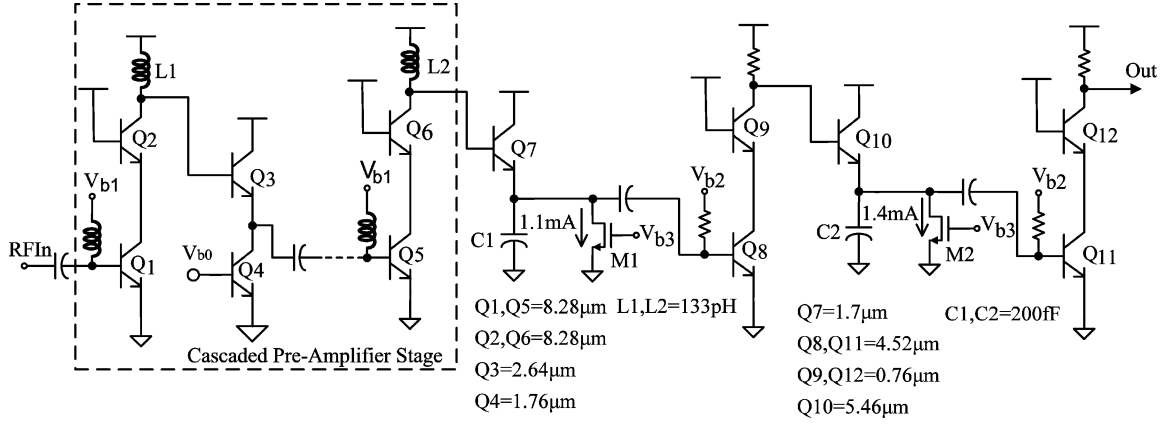 L1
L2
Q2
Q6
Q3
Q7
Q9
Q10
Q12
Out
Vb1
Vb1
Vb2
Vb2
RFIn
Q1
Vb0
Q4
Q5
C1
1.1mA
Vb3
M1
Q8
C2
1.4mA
Vb3
M2
Q11
Cascaded Pre-Amplifier Stage
Q1,Q5=8.28μm L1,L2=133pH
Q2,Q6=8.28μm
Q3=2.64μm
Q4=1.76μm
Q7=1.7μm C1,C2=200fF
Q8,Q11=4.52μm
Q9,Q12=0.76μm
Q10=5.46μm